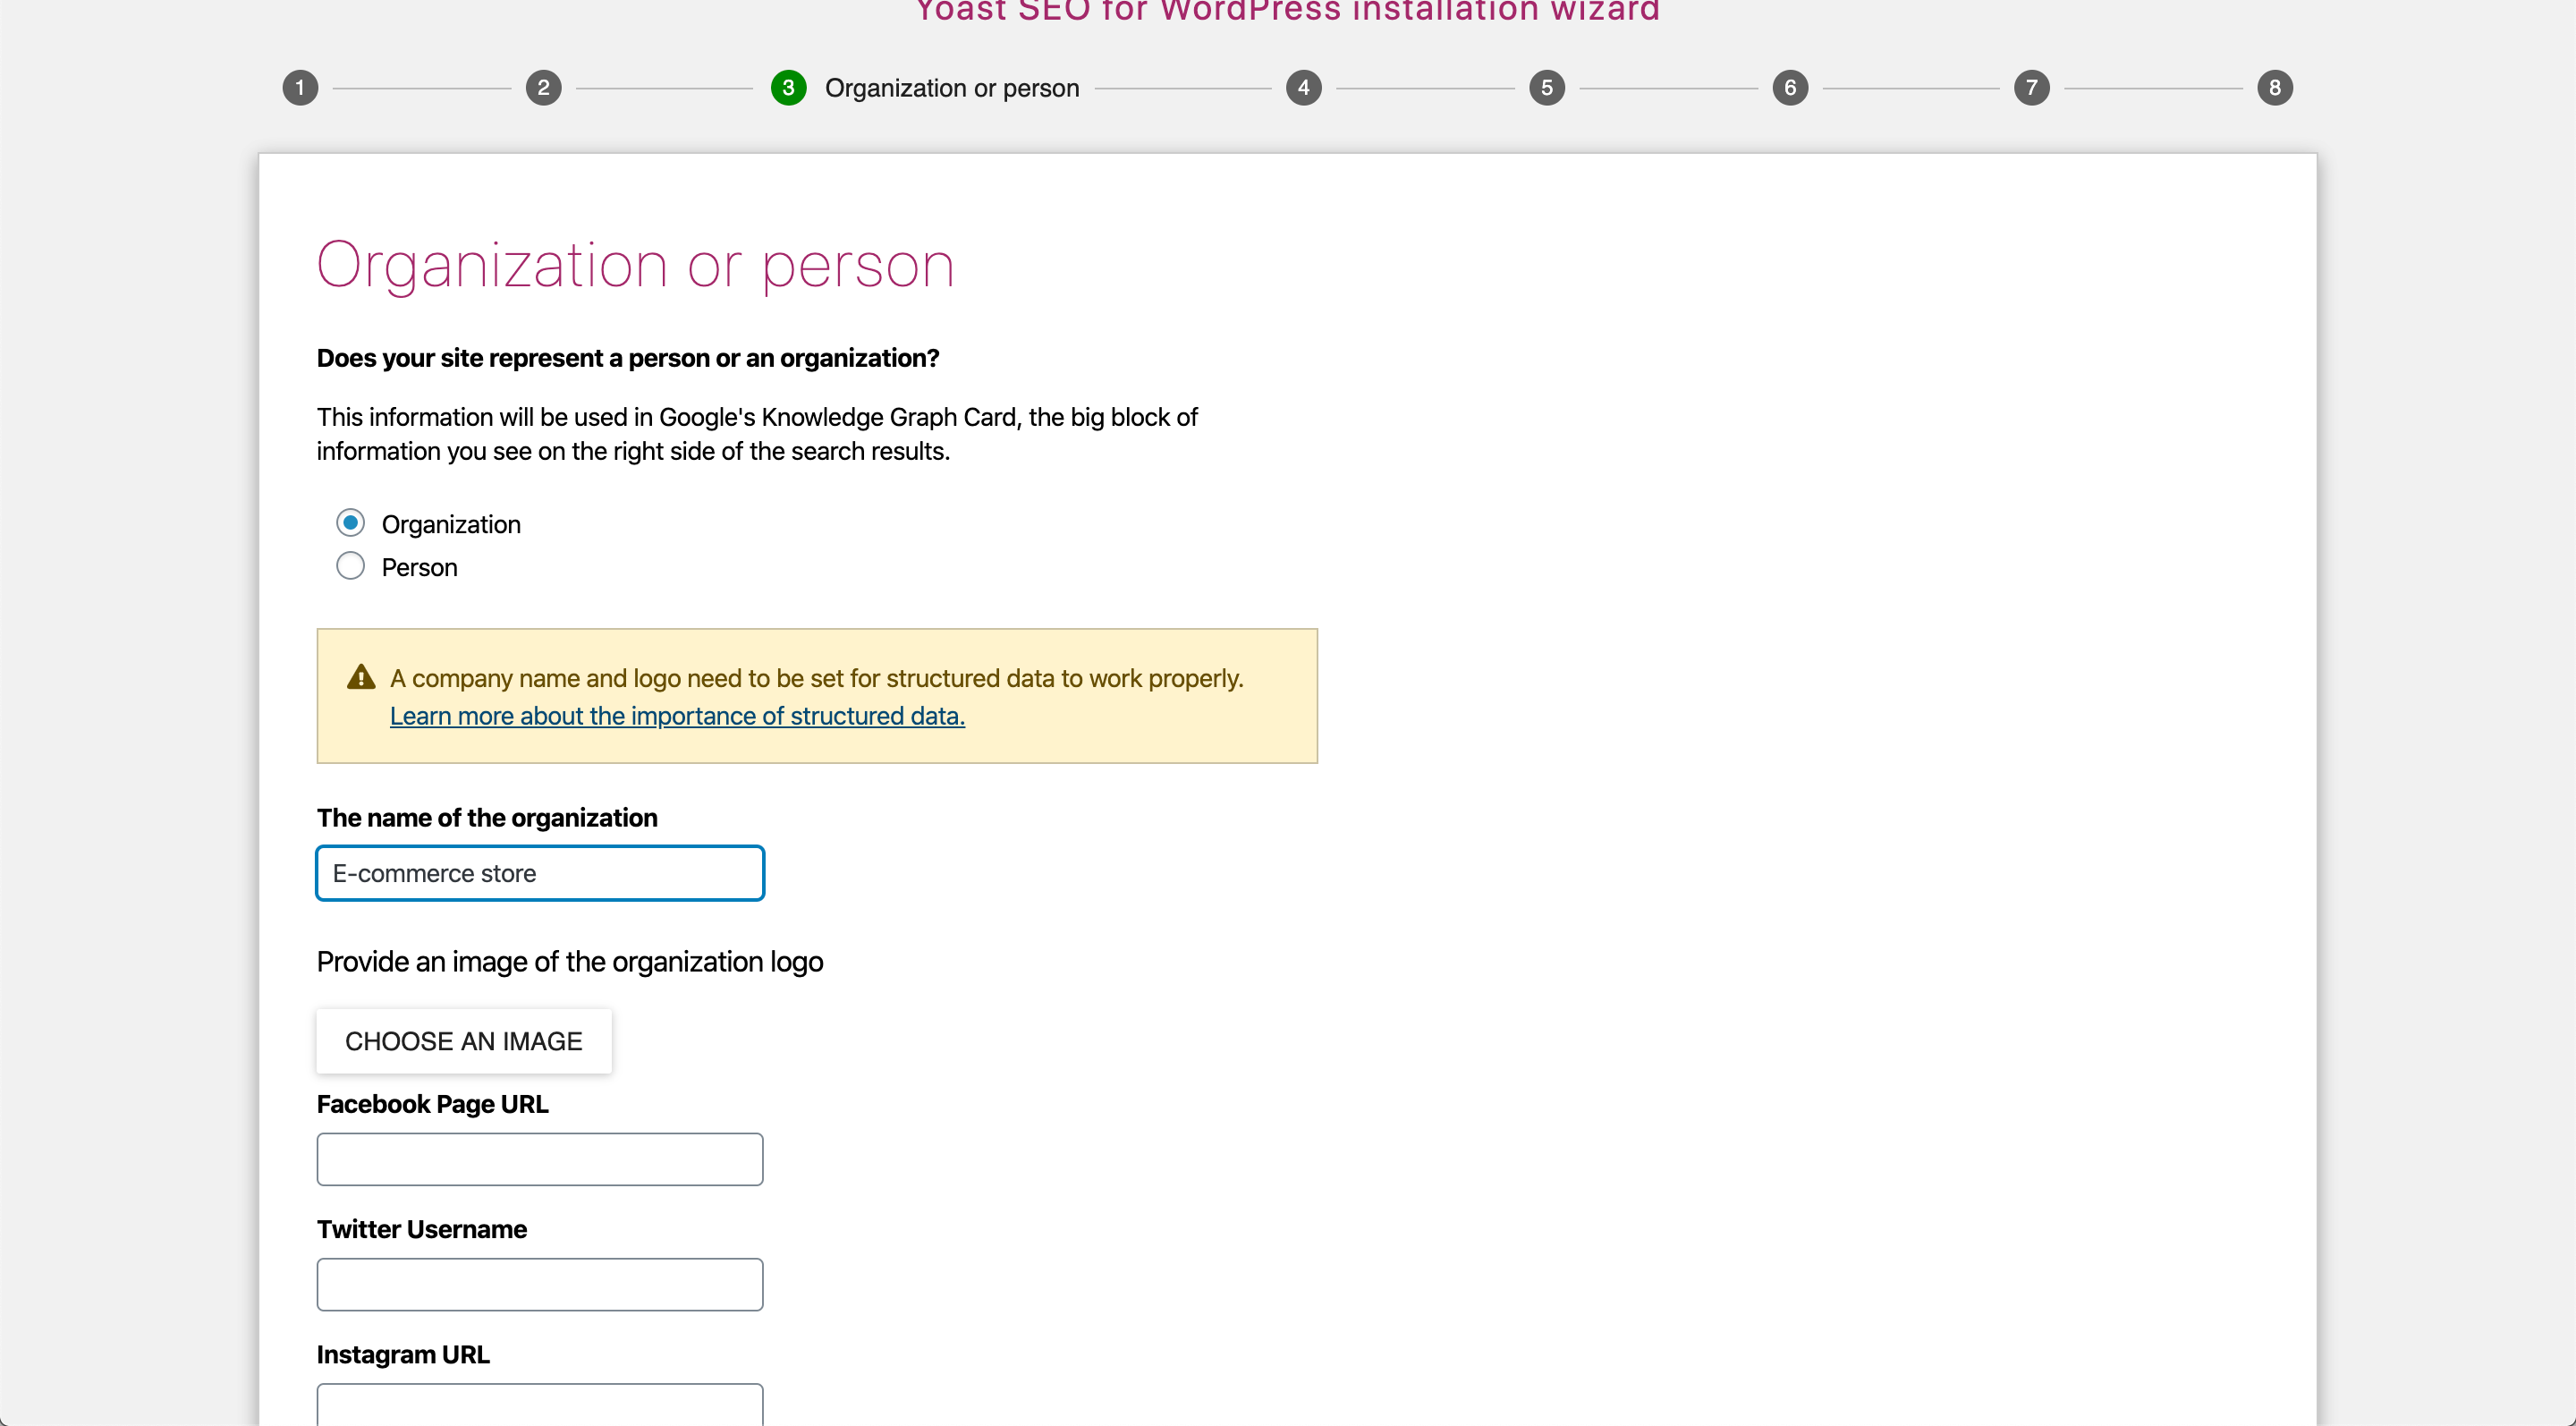 Yoast SEO for WordPress installation wizard
1 2 3 Organization or person 4 5 6 7 8
Organization or person
Does your site represent a person or an organization?
This information will be used in Google's Knowledge Graph Card, the big block of
information you see on the right side of the search results.
Organization
Person
A company name and logo need to be set for structured data to work properly.
Learn more about the importance of structured data.
The name of the organization
E-commerce store
Provide an image of the organization logo
CHOOSE AN IMAGE
Facebook Page URL
Twitter Username
Instagram URL